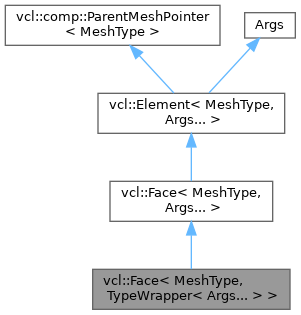 vcl::comp::ParentMeshPointer
< MeshType >
Args
vcl::Element< MeshType,
Args... >
vcl::Face< MeshType,
Args... >
vcl::Face< MeshType,
TypeWrapper< Args... > >